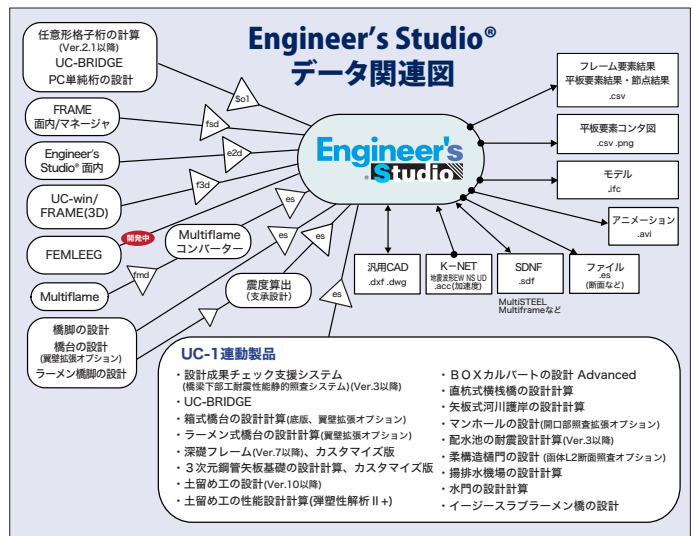 Engineer's Studio®
データ関連図
任意形格子桁の計算
(Ver.2.1以降)
UC-BRIDGE
PC単純桁の設計
$o1
FRAME
面内/マネージャ
fsd
Engineer's
Studio® 面内
e2d
UC-win/
FRAME(3D)
f3d
FEMLEEG
開発中
es
Multiflame
コンバーター
es
Multiflame
fmd
橋脚の設計
橋台の設計
(翼壁拡張オプション)
ラーメン橋脚の設計
震度算出
(支承設計)
es
es
Engineer's
Studio
フレーム要素結果
平板要素結果・節点結果
.csv
平板要素コンタ図
.csv .png
モデル
.ifc
アニメーション
.avi
汎用CAD
.dxf .dwg
K-NET
地震波形EW NS UD
.acc(加速度)
SDNF
.sdf
MultiSTEEL
Multiframeなど
ファイル
.es
(断面など)
UC-1連動製品
・設計成果チェック支援システム
(橋梁下部工耐震性能静的照査システム)(Ver.3以降)
・UC-BRIDGE
・箱式橋台の設計計算(底版、翼壁拡張オプション)
・ラーメン式橋台の設計計算(翼壁拡張オプション)
・深礎フレーム(Ver.7以降)、カスタマイズ版
・３次元鋼管矢板基礎の設計計算、カスタマイズ版
・土留め工の設計(Ver.10以降)
・土留め工の性能設計計算(弾塑性解析Ⅱ+)
・ＢＯＸカルバートの設計 Advanced
・直杭式横桟橋の設計計算
・矢板式河川護岸の設計計算
・マンホールの設計(開口部照査拡張オプション)
・配水池の耐震設計計算(Ver.3以降)
・柔構造樋門の設計 (函体L2断面照査オプション)
・揚排水機場の設計計算
・水門の設計計算
・イージースラブラーメン橋の設計